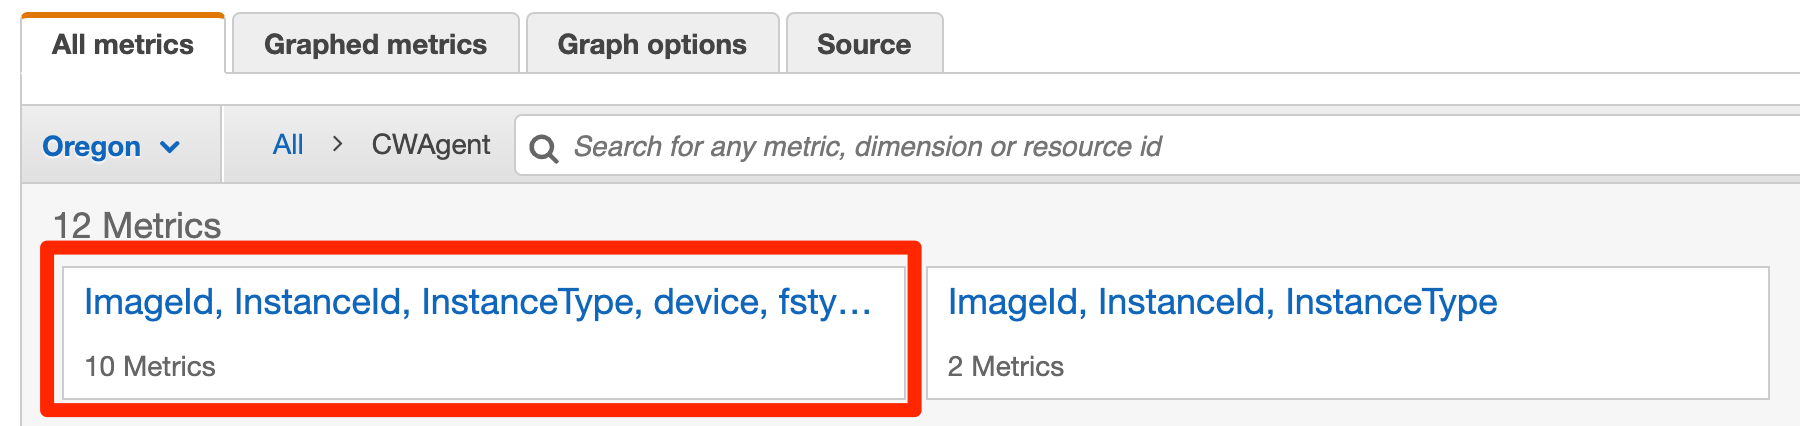 All metrics
Graphed metrics
Graph options
Source
Oregon
All > CWAgent
Search for any metric, dimension or resource id
12 Metrics
ImageId, InstanceId, InstanceType, device, fsty...
10 Metrics
ImageId, InstanceId, InstanceType
2 Metrics